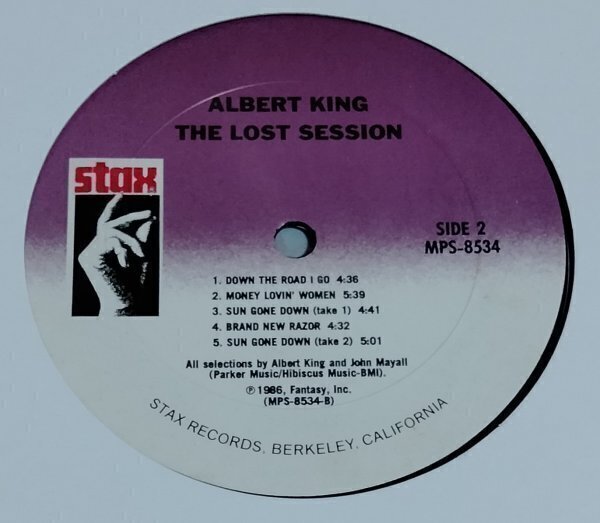 ALBERT KING
THE LOST SESSION
stax
SIDE 2
MPS-8534
1. DOWN THE ROAD I GO 4:36
2. MONEY LOVIN' WOMEN 5:39
3. SUN GONE DOWN (take 1) 4:41
4. BRAND NEW RAZOR 4:32
5. SUN GONE DOWN (take 2) 5:01
All selections by Albert King and John Mayall
(Parker Music/Hibiscus Music-BMI).
℗ 1986, Fantasy, Inc.
(MPS-8534-B)
STAX RECORDS, BERKELEY, CALIFORNIA